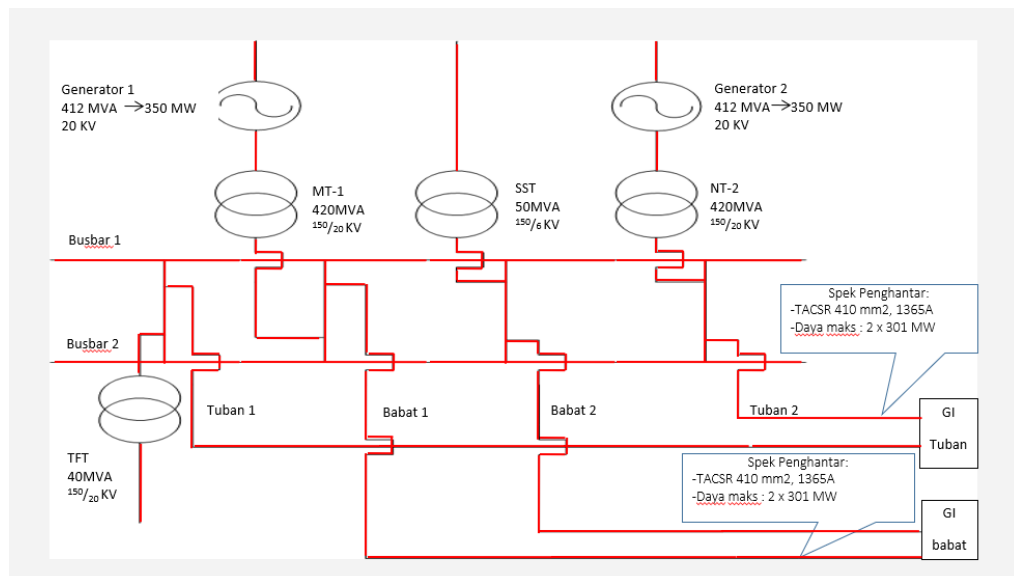 Generator 1
412 MVA →350 MW
20 KV
Generator 2
412 MVA→350 MW
20 KV
MT-1
420MVA
150/20 KV
SST
50MVA
150/6 KV
NT-2
420MVA
150/20 KV
Busbar 1
Spek Penghantar:
-TACSR 410 mm2, 1365A
-Daya maks : 2 x 301 MW
Busbar 2
Tuban 1
Babat 1
Babat 2
Tuban 2
GI
Tuban
TFT
40MVA
150/20 KV
Spek Penghantar:
-TACSR 410 mm2, 1365A
-Daya maks : 2 x 301 MW
GI
babat